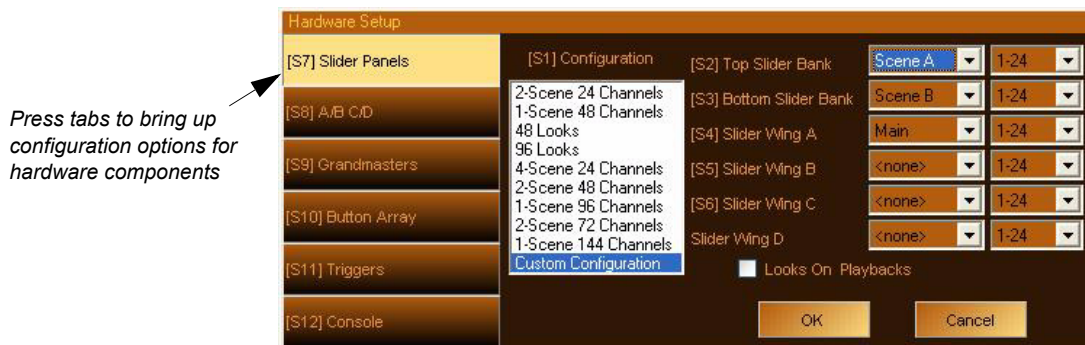 Hardware Setup
Press tabs to bring up
configuration options for
hardware components
[S7] Slider Panels
[S8] A/B C/D
[S9] Grandmasters
[S10] Button Array
[S11] Triggers
[S12] Console
[S1] Configuration
2-Scene 24 Channels
1-Scene 48 Channels
48 Looks
96 Looks
4-Scene 24 Channels
2-Scene 48 Channels
1-Scene 96 Channels
2-Scene 72 Channels
1-Scene 144 Channels
Custom Configuration
[S2] Top Slider Bank Scene A 1-24
[S3] Bottom Slider Bank Scene B 1-24
[S4] Slider Wing A Main 1-24
[S5] Slider Wing B <none> 1-24
[S6] Slider Wing C <none> 1-24
Slider Wing D <none> 1-24
Looks On Playbacks
OK Cancel